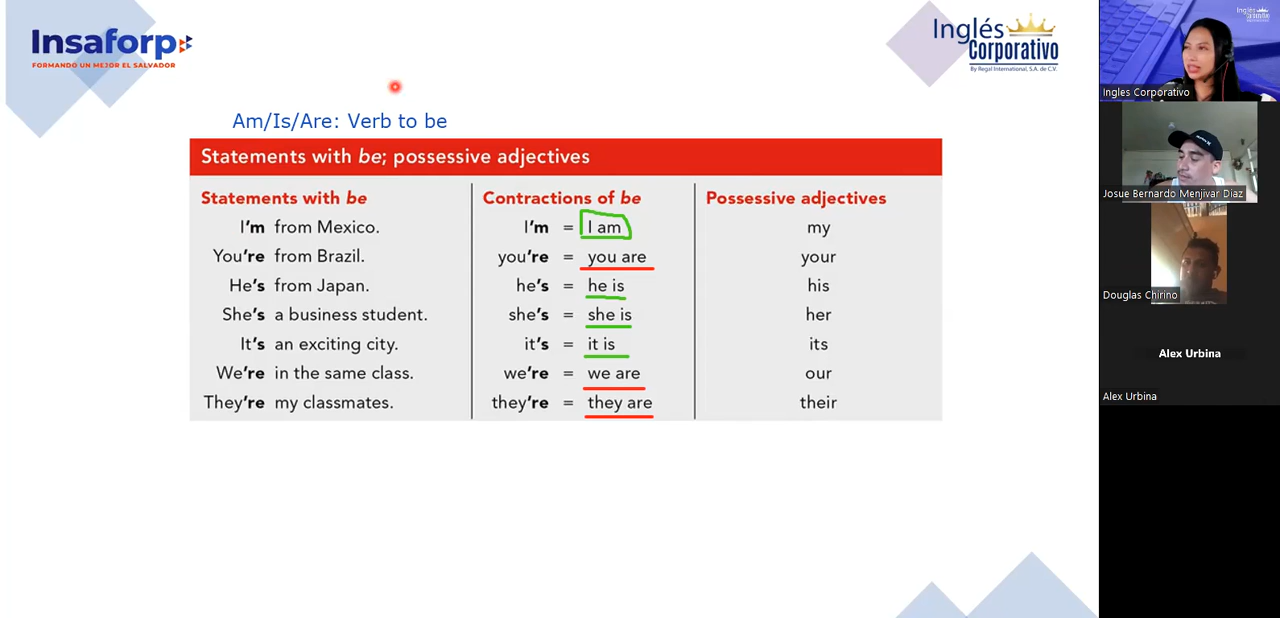 Insaforp
FORMANDO UN MEJOR EL SALVADOR
Inglés
Corporativo
By Regal International, S.A. de C.V.
Am/Is/Are: Verb to be
Statements with be; possessive adjectives
Statements with be Contractions of be Possessive adjectives
I'm from Mexico. I'm = I am my
You're from Brazil. you're = you are your
He's from Japan. he's = he is his
She's a business student. she's = she is her
It's an exciting city. it's = it is its
We're in the same class. we're = we are our
They're my classmates. they're = they are their
Inglés
Ingles Corporativo
Josue Bernardo Menjivar Diaz
Douglas Chirino
Alex Urbina
Alex Urbina